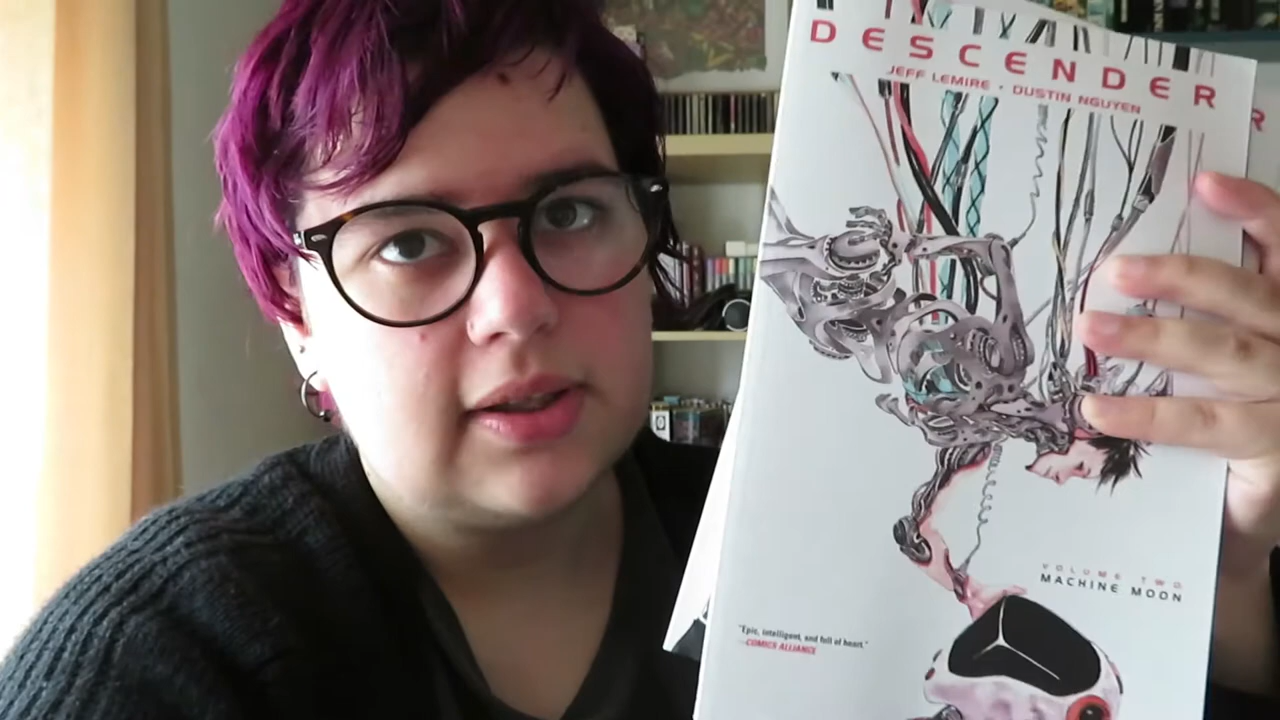 DESCENDER
JEFF LEMIRE • DUSTIN NGUYEN
R
VOLUME TWO
MACHINE MOON
"Epic, intelligent, and full of heart."
—COMICS ALLIANCE